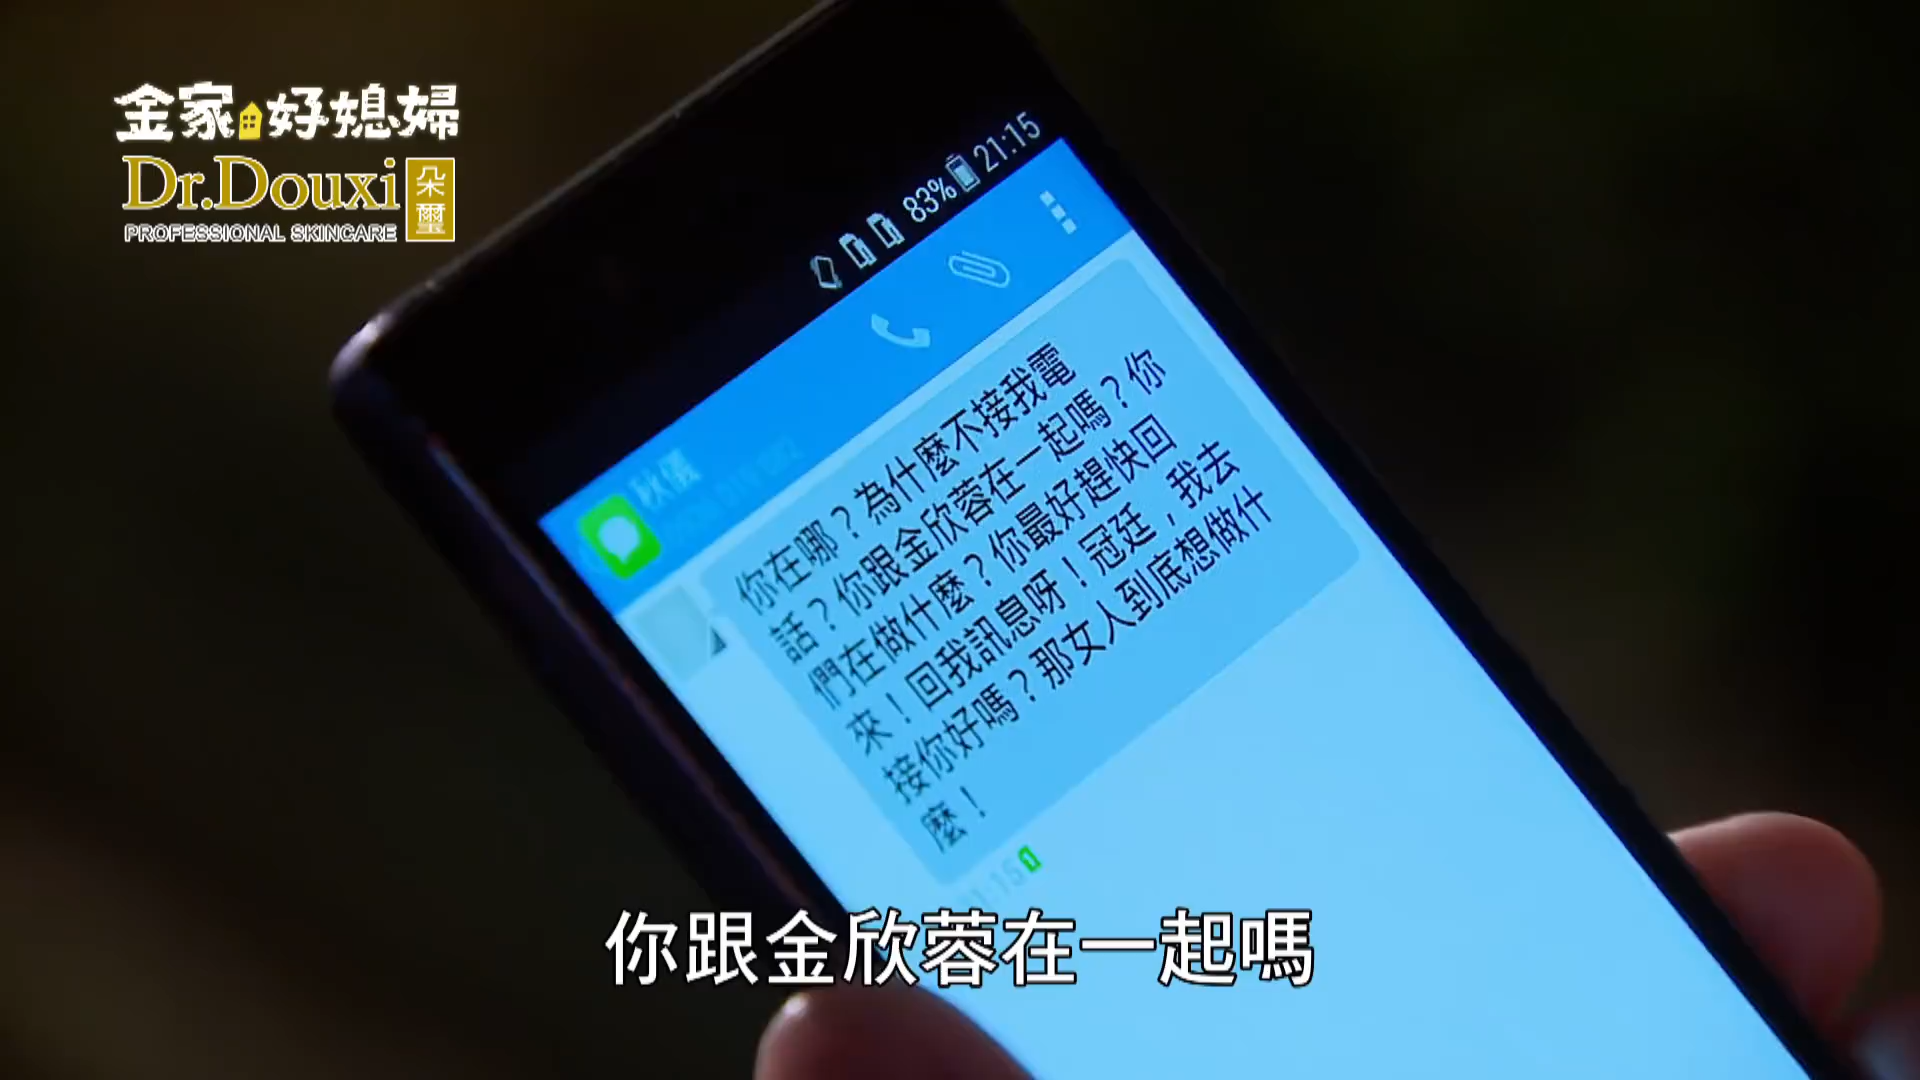 金家好媳婦
Dr.Douxi
朵璽
PROFESSIONAL SKINCARE
83% 21:15
秋儀
你在哪？為什麼不接我電
話？你跟金欣蓉在一起嗎？你
們在做什麼？你最好趕快回
來！回我訊息呀！冠廷，我去
接你好嗎？那女人到底想做什
麼！
你跟金欣蓉在一起嗎